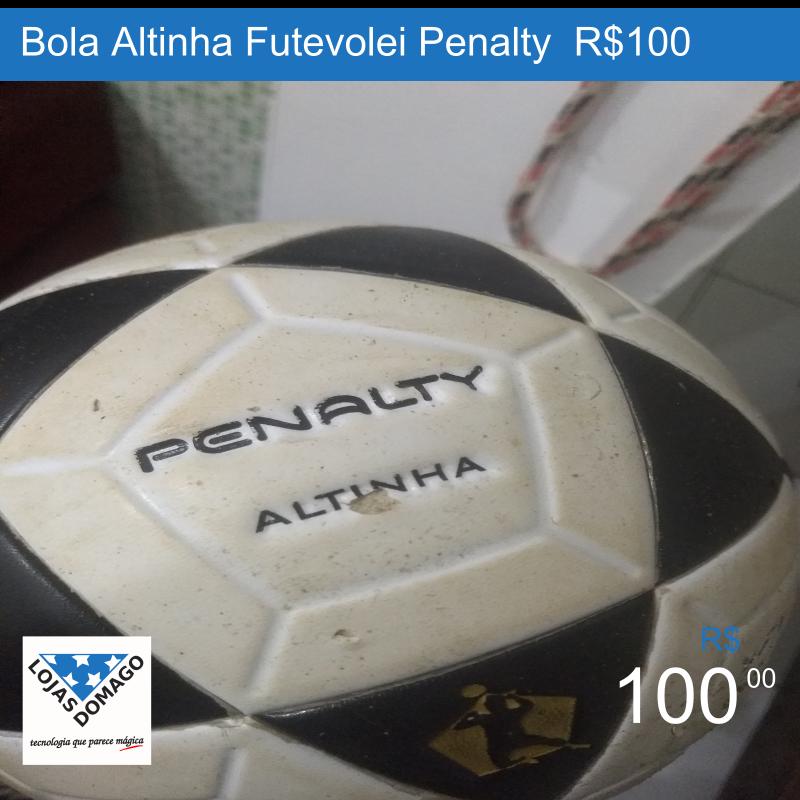 Bola Altinha Futevolei Penalty R$100
PENALTY
ALTINHA
R$
100 00
LOJAS DOMAGO
tecnologia que parece mágica